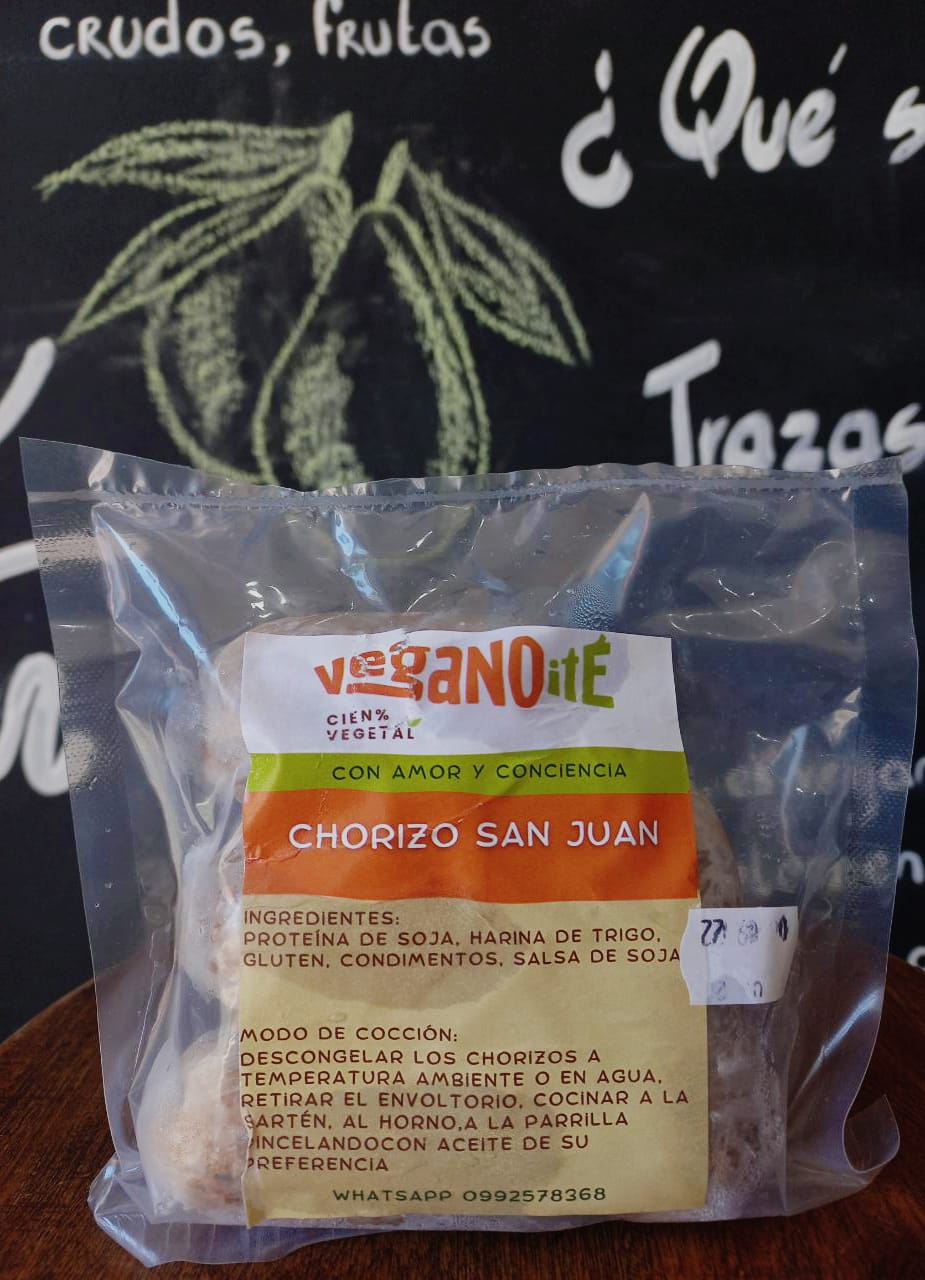 crudos, frutas
¿Qué s
Trazas
veganoité
CIEN%
VEGETAL
CON AMOR Y CONCIENCIA
CHORIZO SAN JUAN
INGREDIENTES:
PROTEÍNA DE SOJA, HARINA DE TRIGO,
GLUTEN, CONDIMENTOS, SALSA DE SOJA
MODO DE COCCIÓN:
DESCONGELAR LOS CHORIZOS A
TEMPERATURA AMBIENTE O EN AGUA,
RETIRAR EL ENVOLTORIO, COCINAR A LA
SARTÉN, AL HORNO,A LA PARRILLA
PINCELANDOCON ACEITE DE SU
PREFERENCIA
WHATSAPP 0992578368